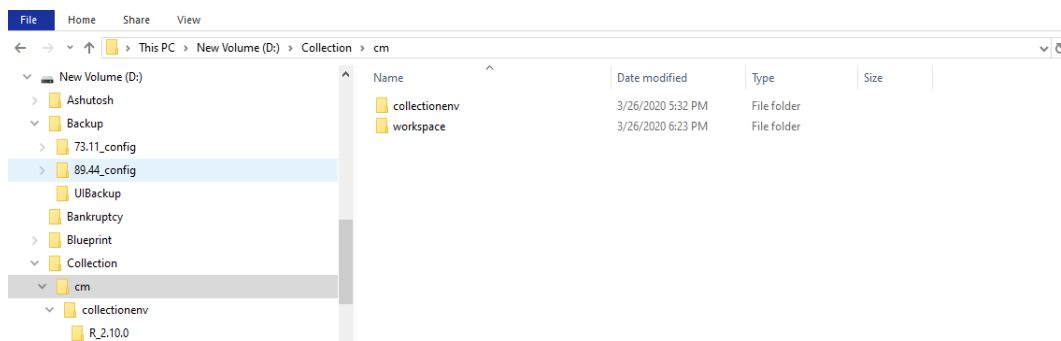 File Home Share View
This PC > New Volume (D:) > Collection > cm
New Volume (D:)
Ashutosh
Backup
73.11_config
89.44_config
UIBackup
Bankruptcy
Blueprint
Collection
cm
collectionenv
R_2.10.0
Name Date modified Type Size
collectionenv 3/26/2020 5:32 PM File folder
workspace 3/26/2020 6:23 PM File folder